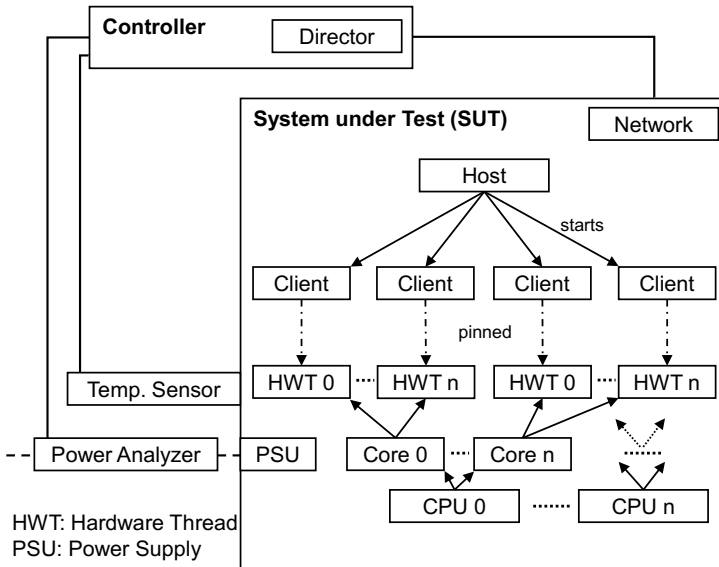 Controller
Director
System under Test (SUT)
Network
Host
starts
Client
Client
Client
Client
pinned
HWT 0
HWT n
HWT 0
HWT n
Temp. Sensor
Power Analyzer
PSU
Core 0
Core n
CPU 0
CPU n
HWT: Hardware Thread
PSU: Power Supply